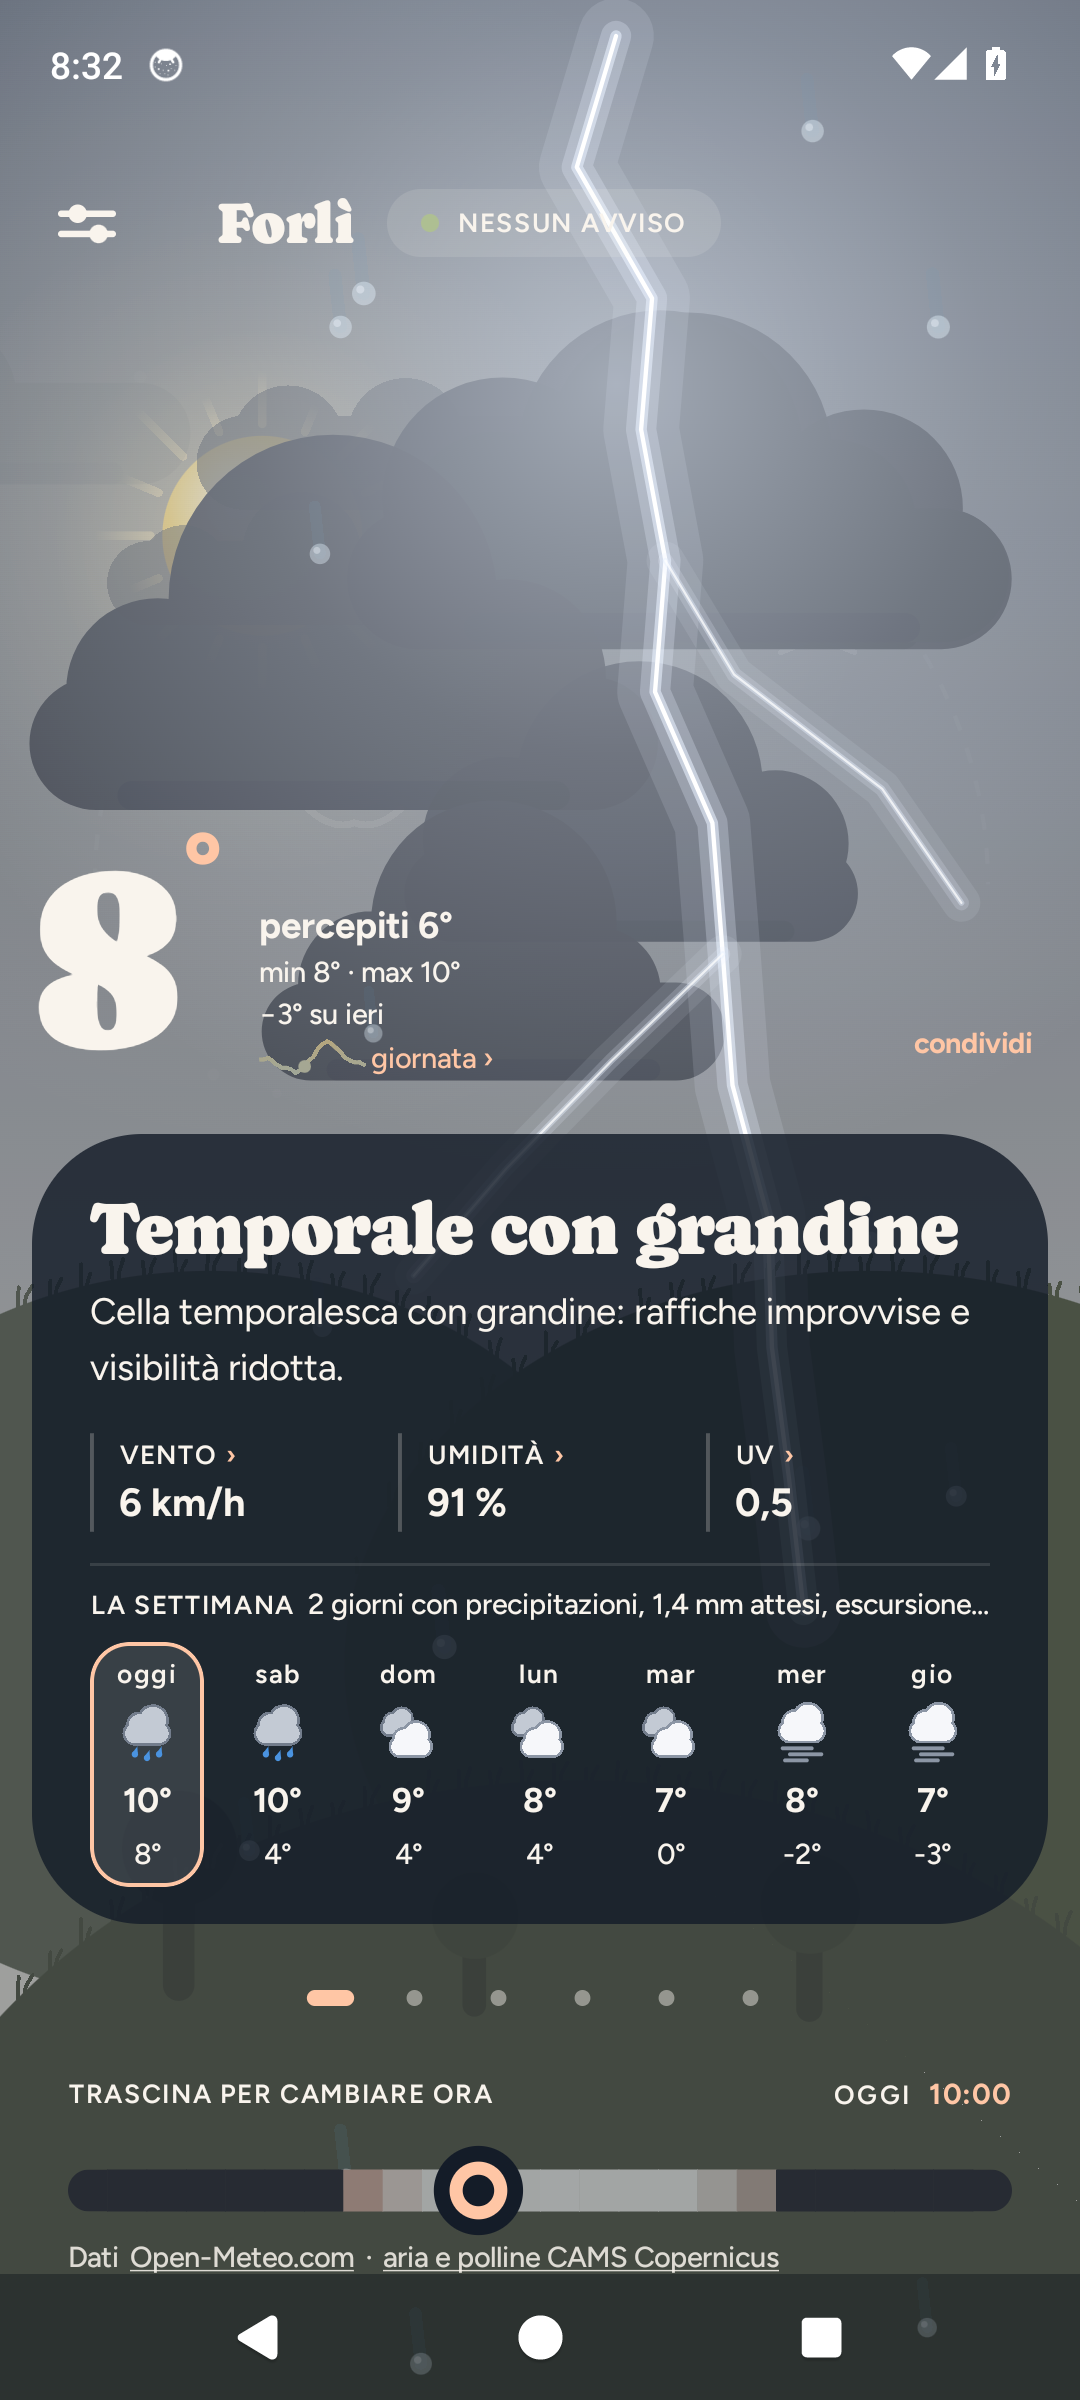 8:32
Forlì
NESSUN AVVISO
8°
percepiti 6°
min 8° · max 10°
−3° su ieri
giornata ›
condividi
Temporale con grandine
Cella temporalesca con grandine: raffiche improvvise e
visibilità ridotta.
VENTO › UMIDITÀ › UV ›
6 km/h 91 % 0,5
LA SETTIMANA 2 giorni con precipitazioni, 1,4 mm attesi, escursione...
oggi sab dom lun mar mer gio
10° 10° 9° 8° 7° 8° 7°
8° 4° 4° 4° 0° -2° -3°
TRASCINA PER CAMBIARE ORA OGGI 10:00
Dati Open-Meteo.com · aria e polline CAMS Copernicus